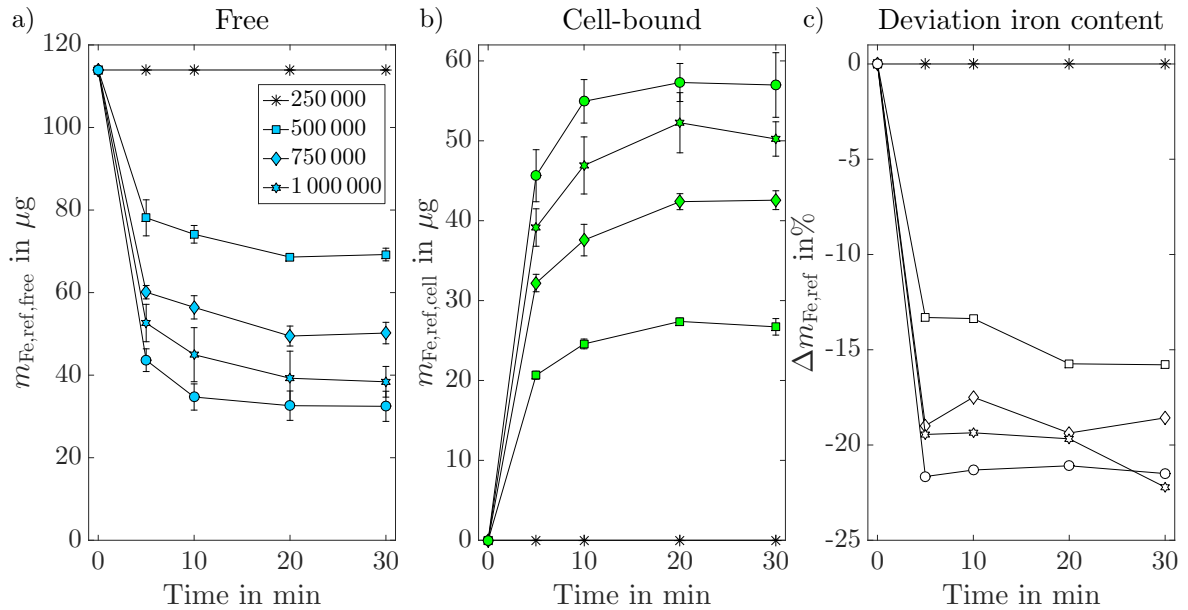 a) Free
b) Cell-bound
c) Deviation iron content
m_Fe,ref,free in μg
120
100
80
60
40
20
0
250 000
500 000
750 000
1 000 000
0 10 20 30
Time in min
m_Fe,ref,cell in μg
60
50
40
30
20
10
0
0 10 20 30
Time in min
Δm_Fe,ref in%
0
-5
-10
-15
-20
-25
0 10 20 30
Time in min